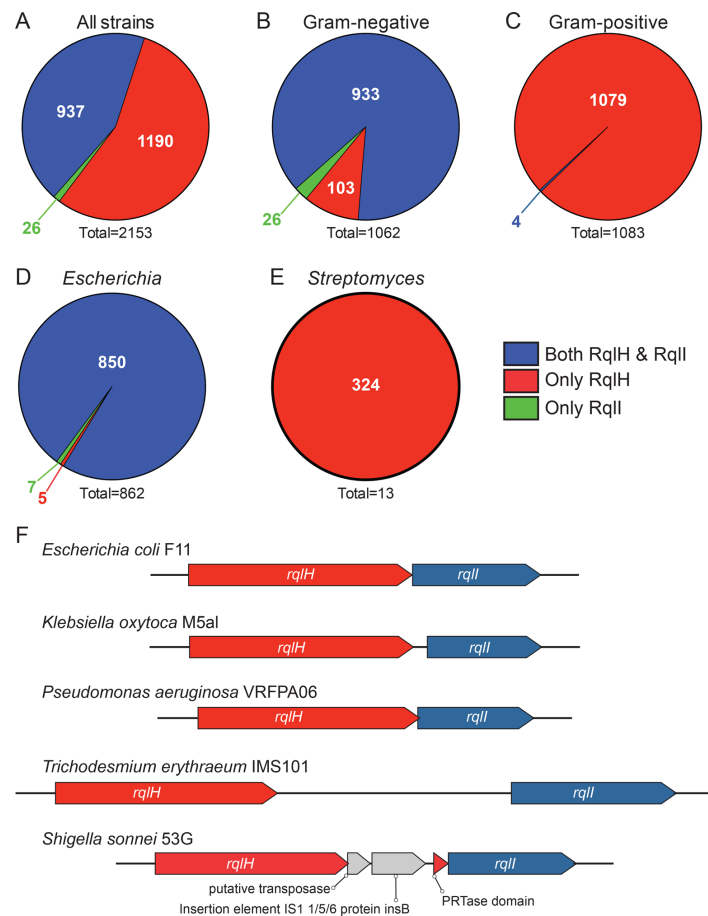 A
All strains
937
1190
26
Total=2153
B
Gram-negative
933
103
26
Total=1062
C
Gram-positive
1079
4
Total=1083
D
Escherichia
850
7
5
Total=862
E
Streptomyces
324
Total=13
Both RqlH & RqlI
Only RqlH
Only RqlI
F
Escherichia coli F11
rqlH
rqlI
Klebsiella oxytoca M5al
rqlH
rqlI
Pseudomonas aeruginosa VRFPA06
rqlH
rqlI
Trichodesmium erythraeum IMS101
rqlH
rqlI
Shigella sonnei 53G
rqlH
rqlI
putative transposase
Insertion element IS1 1/5/6 protein insB
PRTase domain